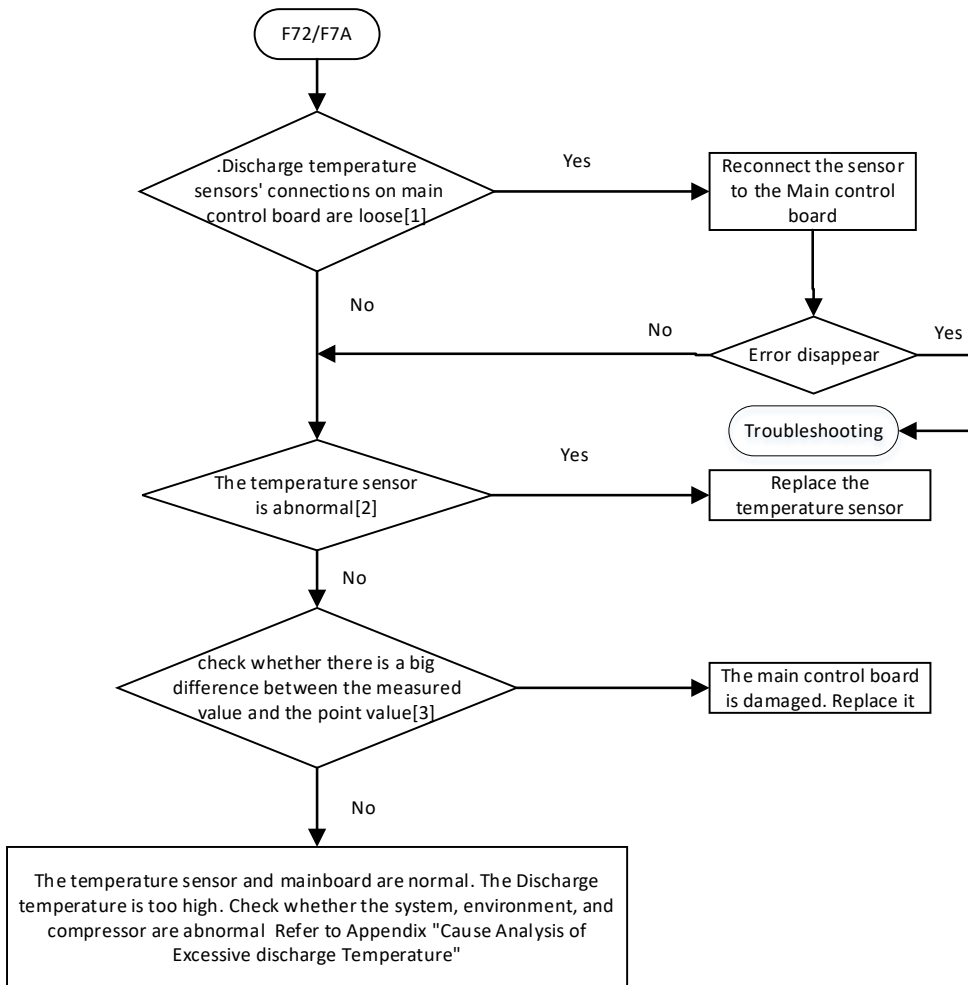 F72/F7A
.Discharge temperature
sensors' connections on main
control board are loose[1]
Yes
Reconnect the sensor
to the Main control
board
No
No
Error disappear
Yes
Troubleshooting
The temperature sensor
is abnormal[2]
Yes
Replace the
temperature sensor
No
check whether there is a big
difference between the measured
value and the point value[3]
The main control board
is damaged. Replace it
No
The temperature sensor and mainboard are normal. The Discharge
temperature is too high. Check whether the system, environment, and
compressor are abnormal  Refer to Appendix "Cause Analysis of
Excessive discharge Temperature"